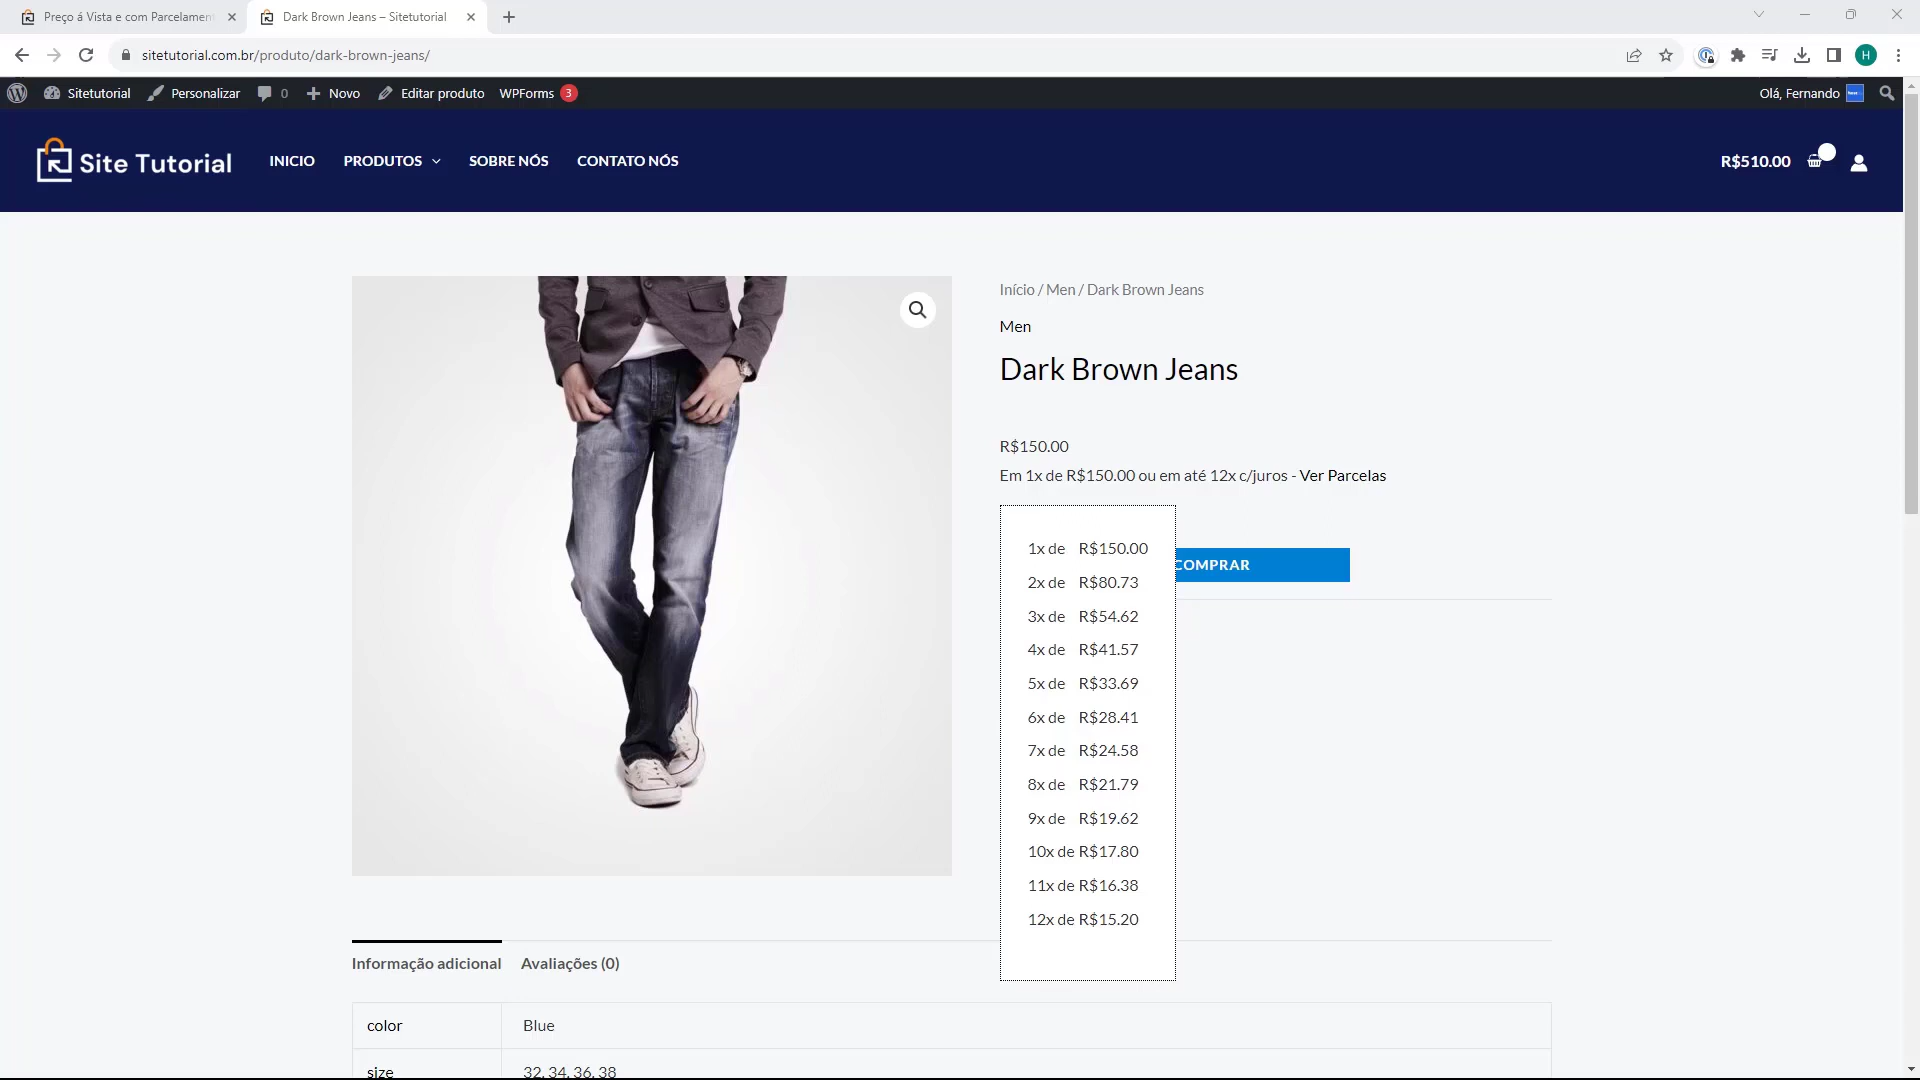 Preço á Vista e com Parcelamen
Dark Brown Jeans – Sitetutorial
sitetutorial.com.br/produto/dark-brown-jeans/
H
Sitetutorial Personalizar 0 Novo Editar produto WPForms 3 Olá, Fernando
Site Tutorial INICIO PRODUTOS SOBRE NÓS CONTATO NÓS R$510.00
Início / Men / Dark Brown Jeans
Men
Dark Brown Jeans
R$150.00
Em 1x de R$150.00 ou em até 12x c/juros - Ver Parcelas
1x de R$150.00
COMPRAR
2x de R$80.73
3x de R$54.62
4x de R$41.57
5x de R$33.69
6x de R$28.41
7x de R$24.58
8x de R$21.79
9x de R$19.62
10x de R$17.80
11x de R$16.38
12x de R$15.20
Informação adicional Avaliações (0)
color Blue
size 32, 34, 36, 38